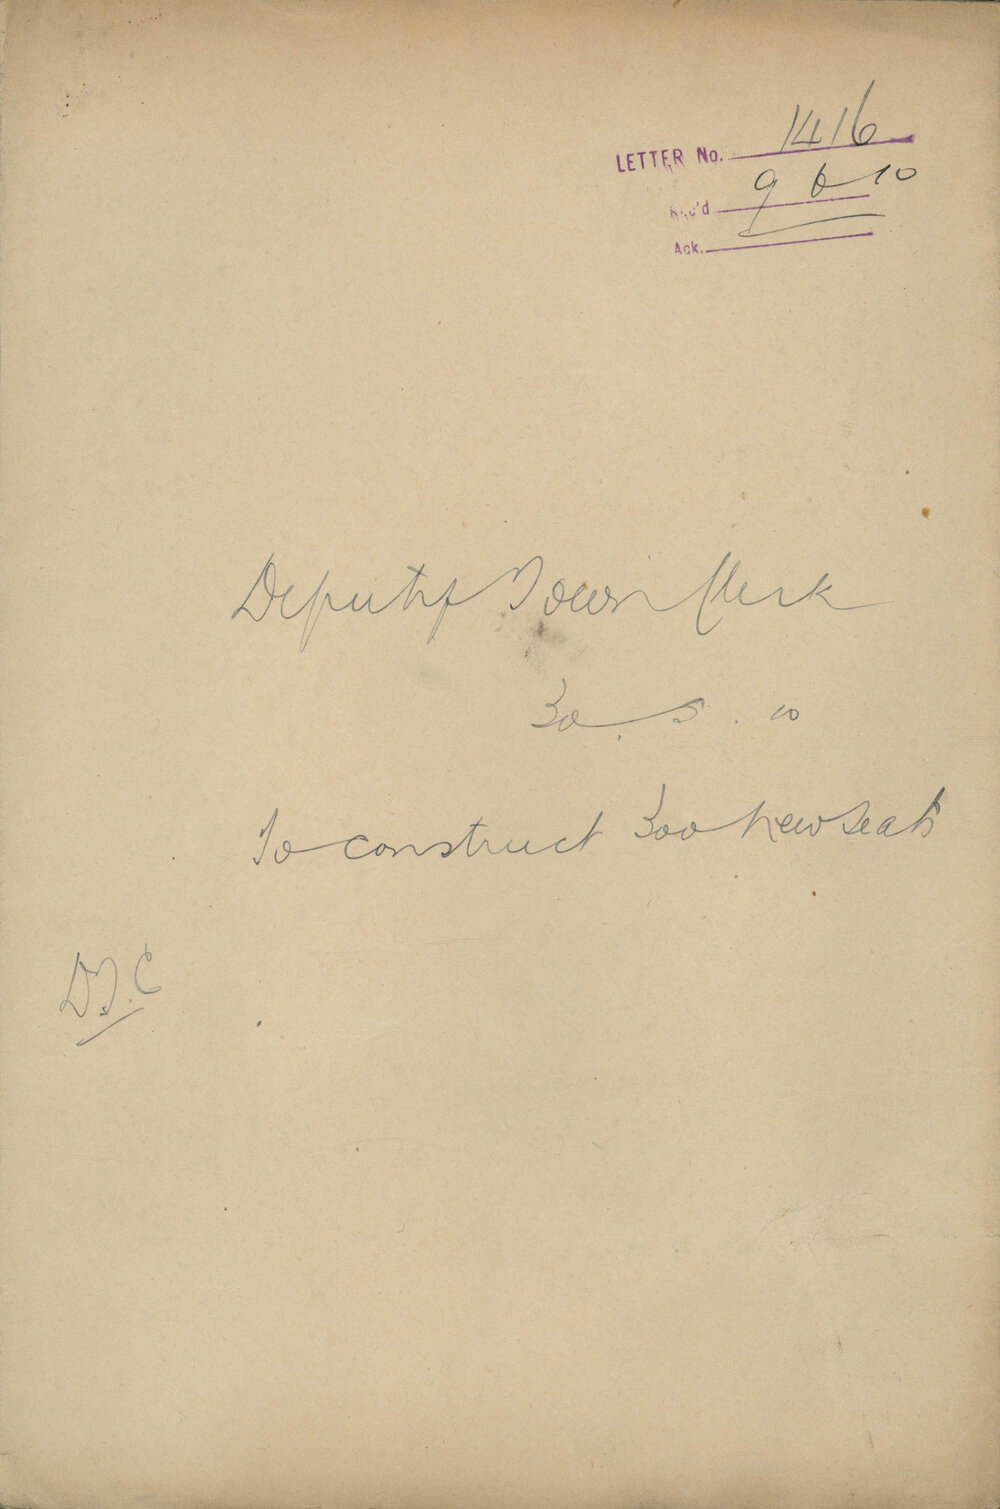 LETTER No. 1416
Rec'd 9 6 10
Ack.
Deputy Town Clerk
30. 5. 10
To construct 300 new seats
D.T.C